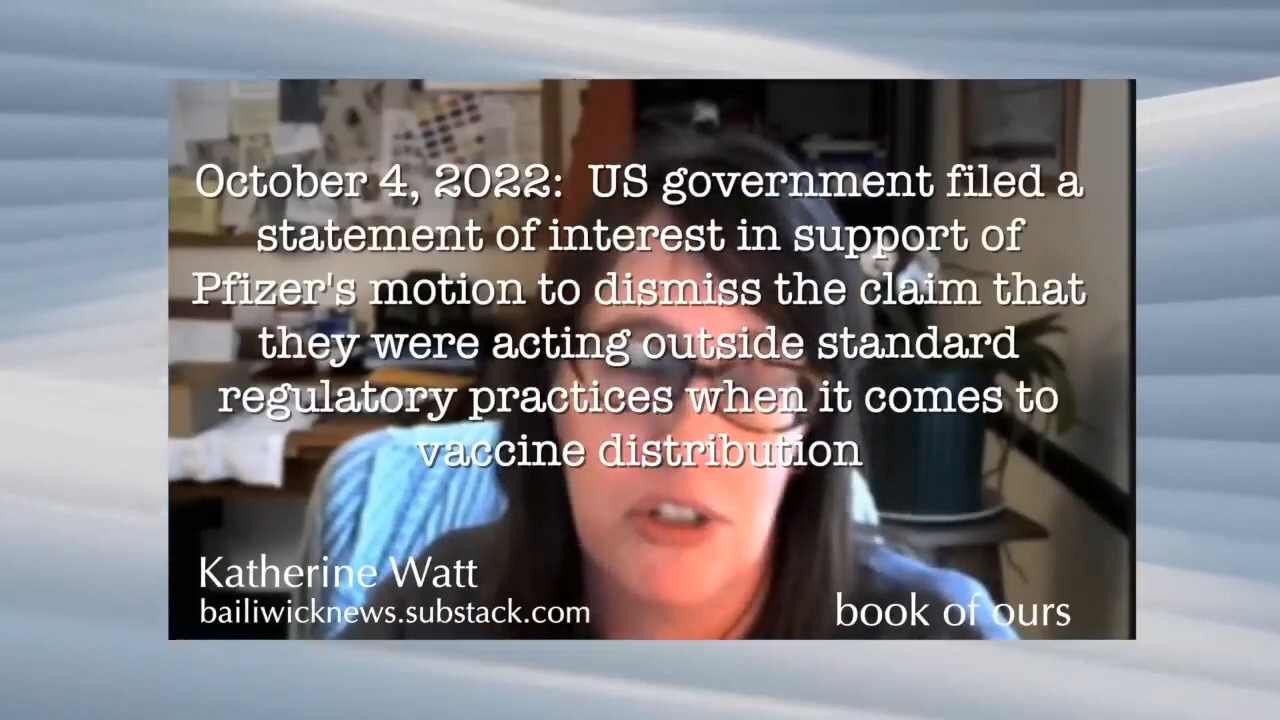 October 4, 2022:  US government filed a
statement of interest in support of
Pfizer's motion to dismiss the claim that
they were acting outside standard
regulatory practices when it comes to
vaccine distribution
Katherine Watt
bailiwicknews.substack.com
book of ours